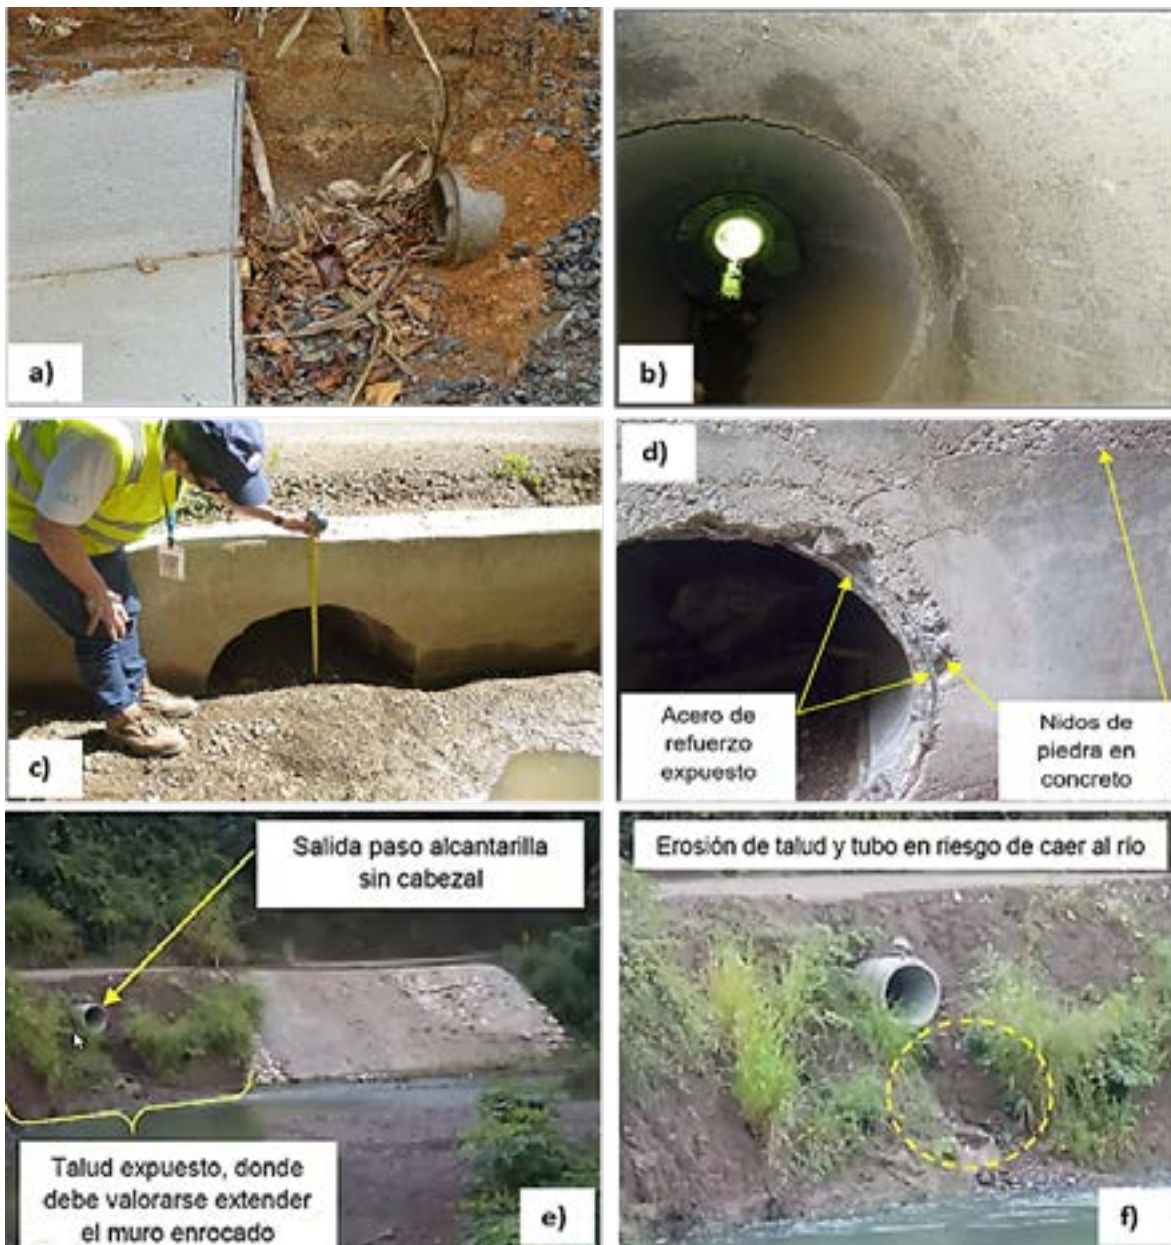 a)
b)
c)
d)
Acero de
refuerzo
expuesto
Nidos de
piedra en
concreto
Salida paso alcantarilla
sin cabezal
Talud expuesto, donde
debe valorarse extender
el muro enrocado
e)
Erosión de talud y tubo en riesgo de caer al río
f)